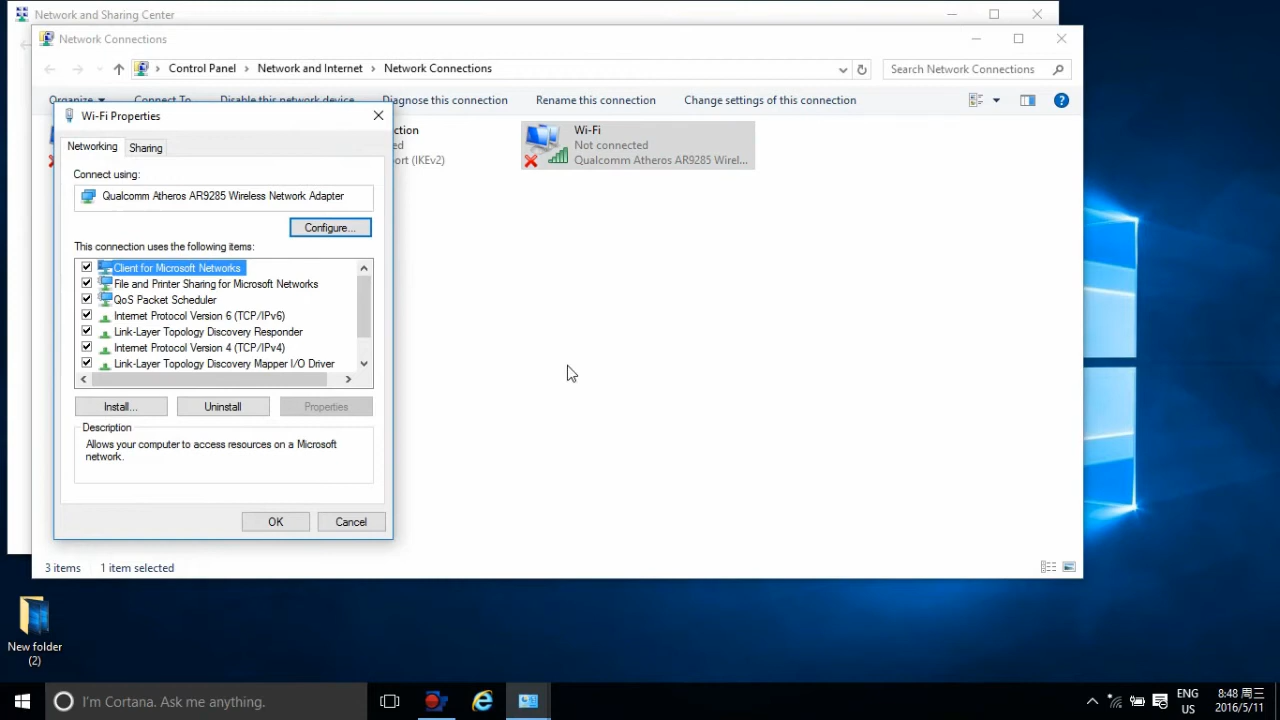 Network and Sharing Center
Network Connections
Control Panel > Network and Internet > Network Connections
Search Network Connections
Organize
Connect To
Disable this network device
Diagnose this connection
Rename this connection
Change settings of this connection
Wi-Fi Properties
Networking
Sharing
Connect using:
Qualcomm Atheros AR9285 Wireless Network Adapter
Configure...
This connection uses the following items:
Client for Microsoft Networks
File and Printer Sharing for Microsoft Networks
QoS Packet Scheduler
Internet Protocol Version 6 (TCP/IPv6)
Link-Layer Topology Discovery Responder
Internet Protocol Version 4 (TCP/IPv4)
Link-Layer Topology Discovery Mapper I/O Driver
Install...
Uninstall
Properties
Description
Allows your computer to access resources on a Microsoft
network.
OK
Cancel
ction
ed
ort (IKEv2)
Wi-Fi
Not connected
Qualcomm Atheros AR9285 Wirel...
3 items
1 item selected
New folder
(2)
I'm Cortana. Ask me anything.
ENG
US
8:48 周三
2016/5/11